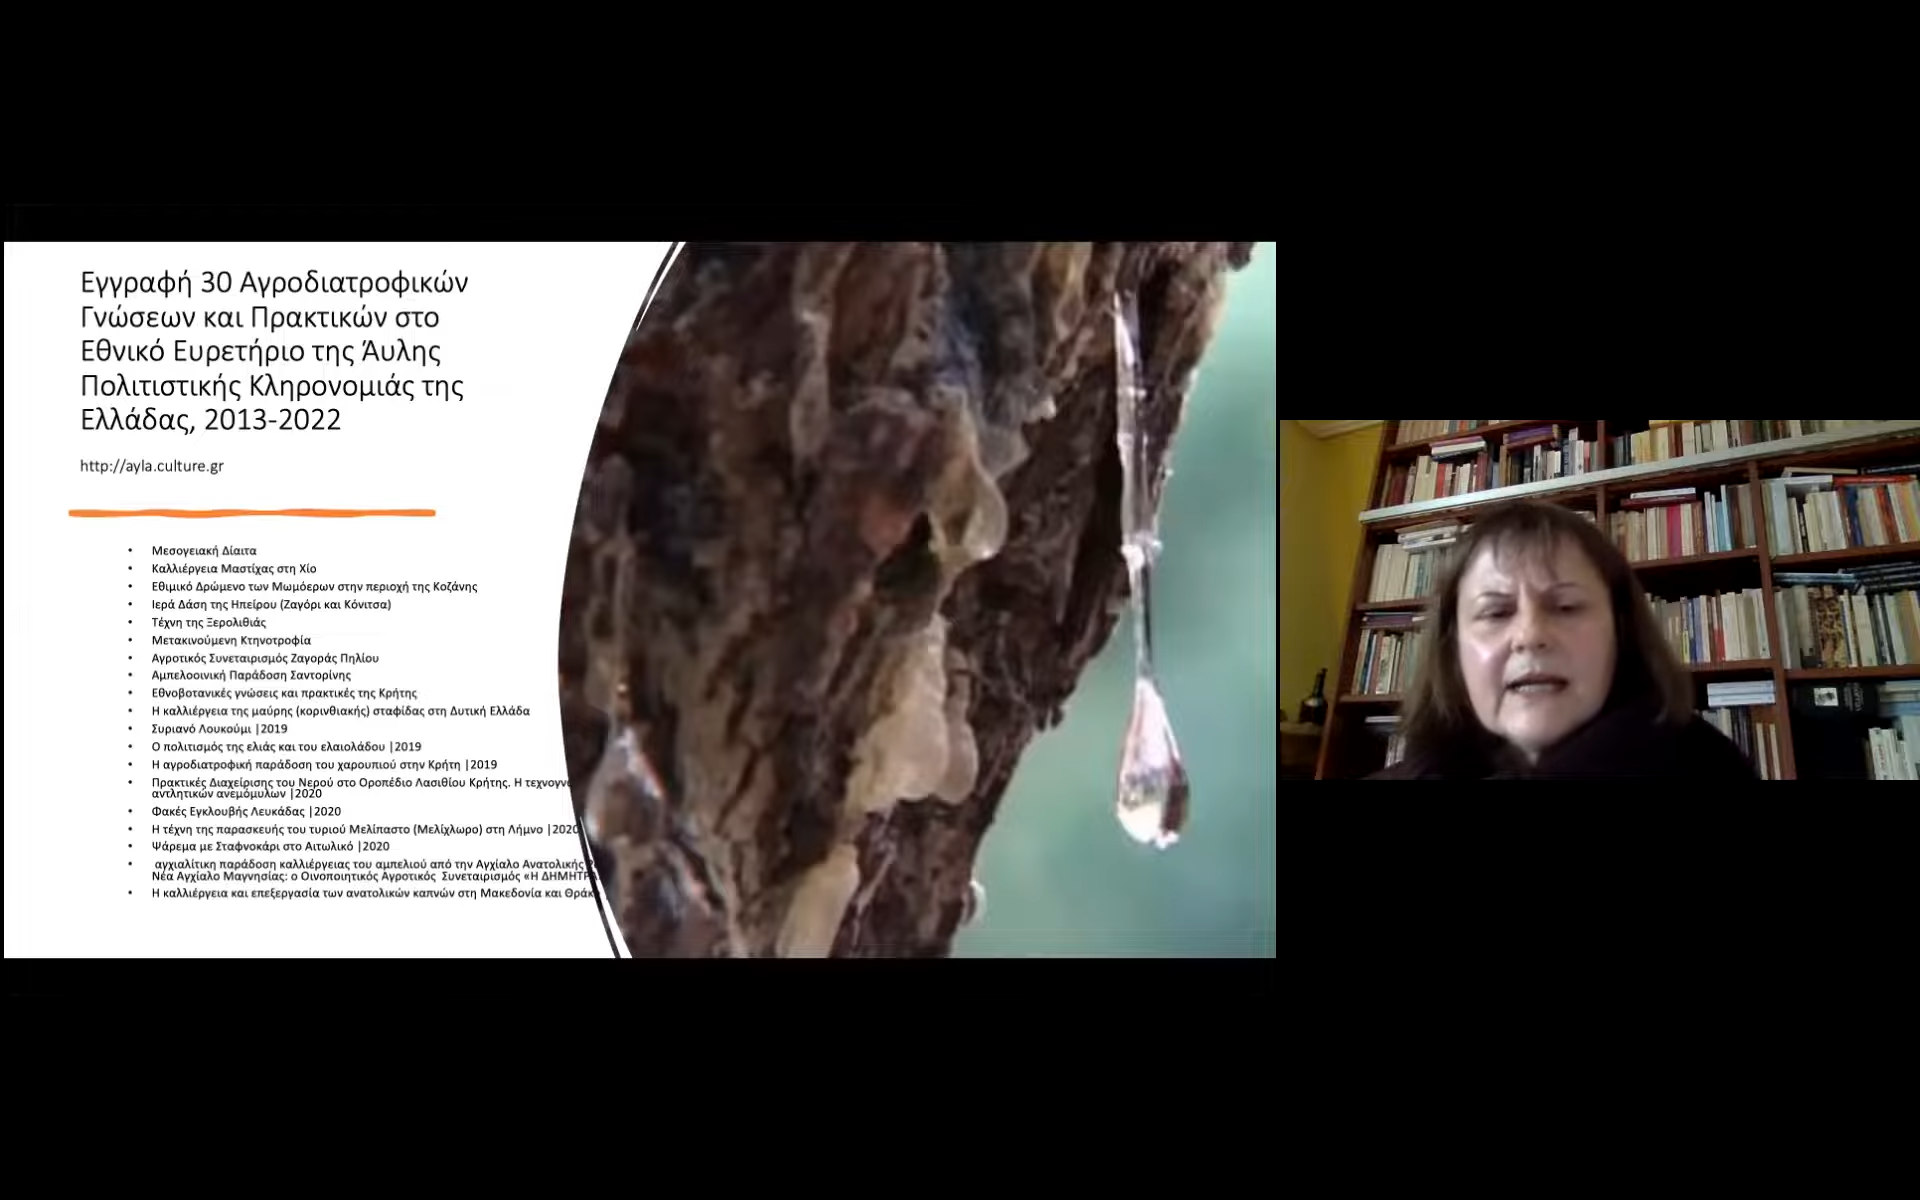 Εγγραφή 30 Αγροδιατροφικών
Γνώσεων και Πρακτικών στο
Εθνικό Ευρετήριο της Άυλης
Πολιτιστικής Κληρονομιάς της
Ελλάδας, 2013-2022
http://ayla.culture.gr
• Μεσογειακή Δίαιτα
• Καλλιέργεια Μαστίχας στη Χίο
• Εθιμικό Δρώμενο των Μωμόερων στην περιοχή της Κοζάνης
• Ιερά Δάση της Ηπείρου (Ζαγόρι και Κόνιτσα)
• Τέχνη της Ξερολιθιάς
• Μετακινούμενη Κτηνοτροφία
• Αγροτικός Συνεταιρισμός Ζαγοράς Πηλίου
• Αμπελοοινική Παράδοση Σαντορίνης
• Εθνοβοτανικές γνώσεις και πρακτικές της Κρήτης
• Η καλλιέργεια της μαύρης (κορινθιακής) σταφίδας στη Δυτική Ελλάδα
• Συριανό Λουκούμι |2019
• Ο πολιτισμός της ελιάς και του ελαιολάδου |2019
• Η αγροδιατροφική παράδοση του χαρουπιού στην Κρήτη |2019
• Πρακτικές Διαχείρισης του Νερού στο Οροπέδιο Λασιθίου Κρήτης. Η
αντλητικών ανεμόμυλων |2020
• Φακές Εγκλουβής Λευκάδας |2020
• Η τέχνη της παρασκευής του τυριού Μελίπαστο (Μελίχλωρο) στη Λήμνο |2020
• Ψάρεμα με Σταφνοκάρι στο Αιτωλικό |2020
• αγχιαλίτικη παράδοση καλλιέργειας του αμπελιού από την Αγχίαλο Ανατολικής
Νέα Αγχίαλο Μαγνησίας: ο Οινοποιητικός Αγροτικός Συνεταιρισμός «Η ΔΗΜΗΤΡΑ
• Η καλλιέργεια και επεξεργασία των ανατολικών καπνών στη Μακεδονία και Θράκη